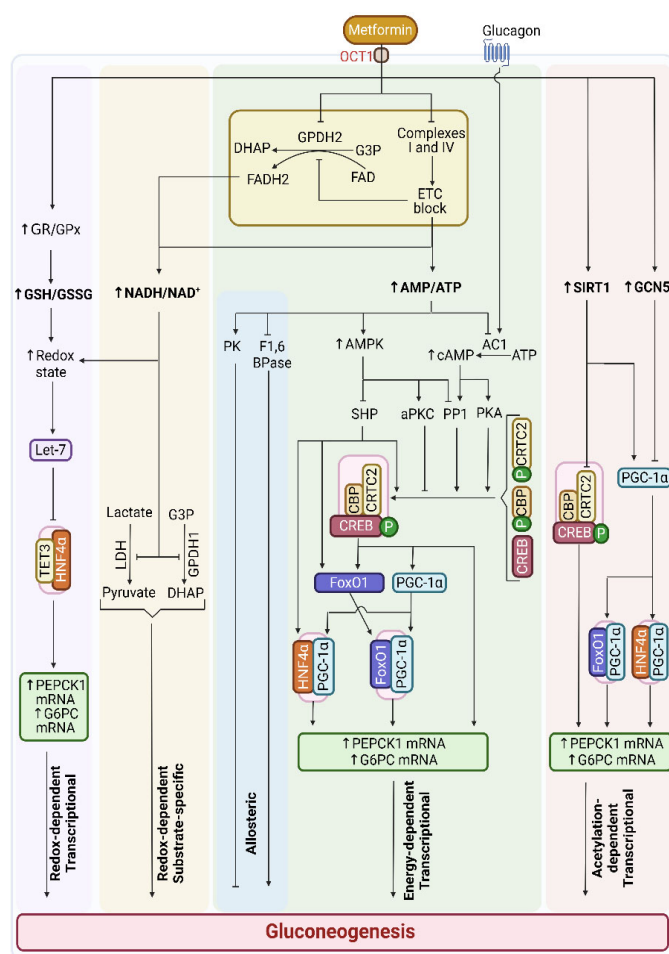 Metformin
Glucagon
OCT1
GPDH2
Complexes
I and IV
DHAP
G3P
FADH2
FAD
ETC
block
↑GR/GPx
↑GSH/GSSG
↑NADH/NAD⁺
↑AMP/ATP
↑SIRT1
↑GCN5
↑Redox
state
PK
F1,6
BPase
↑AMPK
AC1
↑cAMP
ATP
SHP
aPKC
PP1
PKA
Let-7
CRTC2
P
CBP
P
CREB
CBP
CRTC2
CREB
P
CBP
CRTC2
CREB
P
PGC-1α
Lactate
G3P
LDH
GPDH1
Pyruvate
DHAP
TET3
HNF4α
FoxO1
PGC-1α
HNF4α
PGC-1α
FoxO1
PGC-1α
FoxO1
PGC-1α
HNF4α
PGC-1α
↑PEPCK1
mRNA
↑G6PC
mRNA
↑PEPCK1 mRNA
↑G6PC mRNA
↑PEPCK1 mRNA
↑G6PC mRNA
Redox-dependent
Transcriptional
Redox-dependent
Substrate-specific
Allosteric
Energy-dependent
Transcriptional
Acetylation-
dependent
Transcriptional
Gluconeogenesis